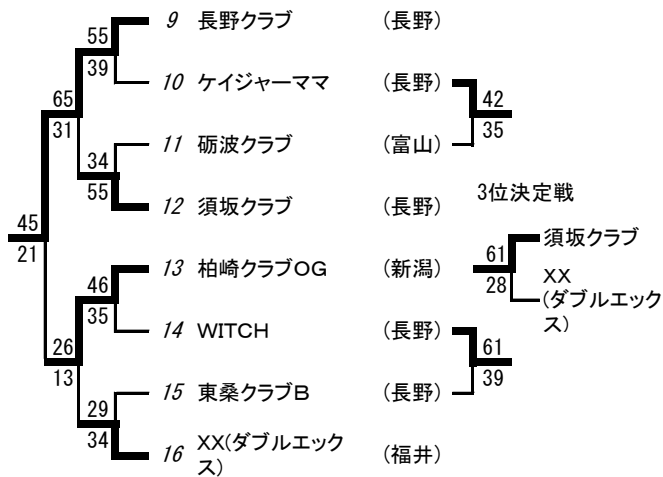 55
9 長野クラブ (長野)
39
10 ケイジャーママ (長野)
65
31
42
35
11 砺波クラブ (富山)
34
55
12 須坂クラブ (長野)
3位決定戦
45
21
須坂クラブ
61
28
XX
(ダブルエック
ス)
13 柏崎クラブOG (新潟)
46
35
14 WITCH (長野)
26
13
61
39
15 東桑クラブB (長野)
29
34
16 XX(ダブルエック
ス)
(福井)